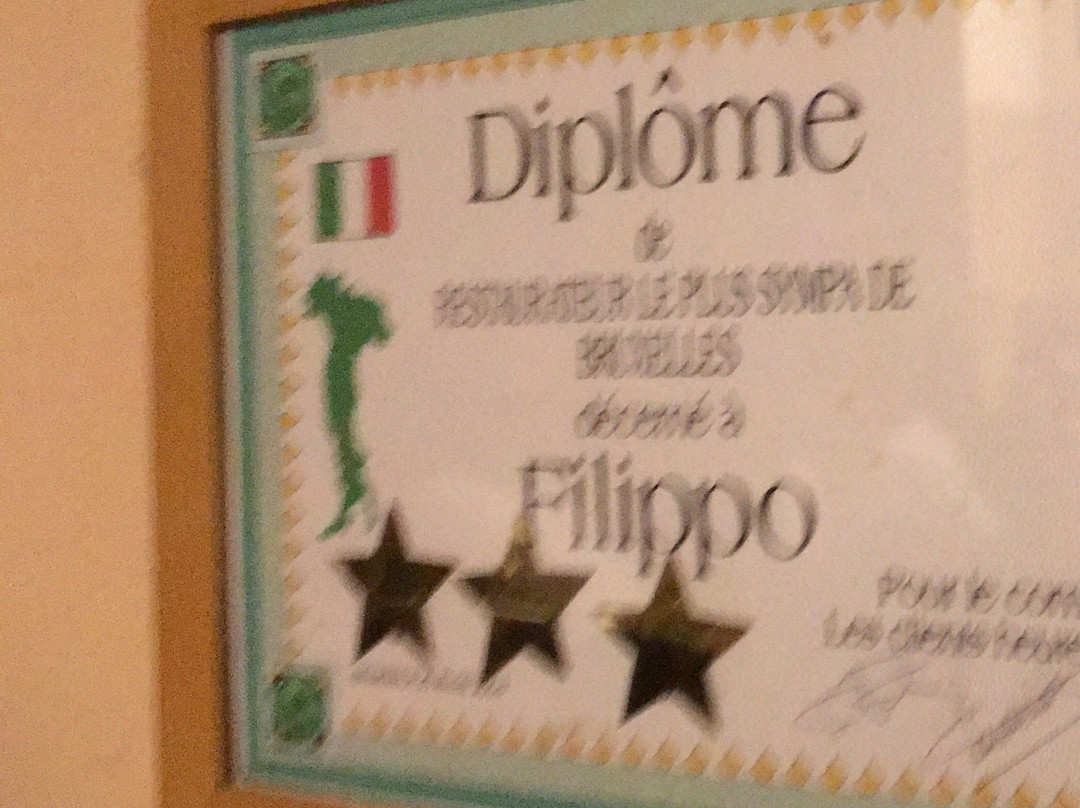 Diplôme
de
RESTAURATEUR LE PLUS SYMPA DE
BRUXELLES
décerné à
Filippo
Pour le com
Les clients heure